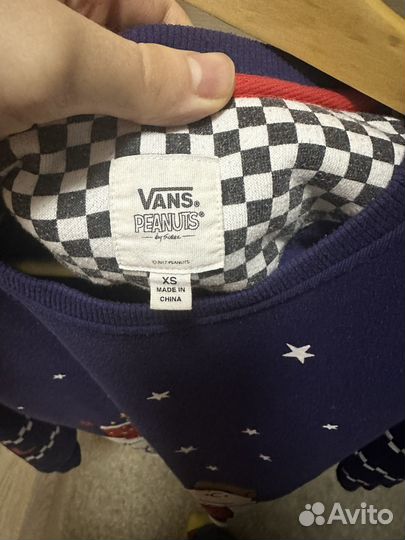 VANS®
PEANUTS®
by Schulz
© 2017 PEANUTS
XS
MADE IN
CHINA
Avito